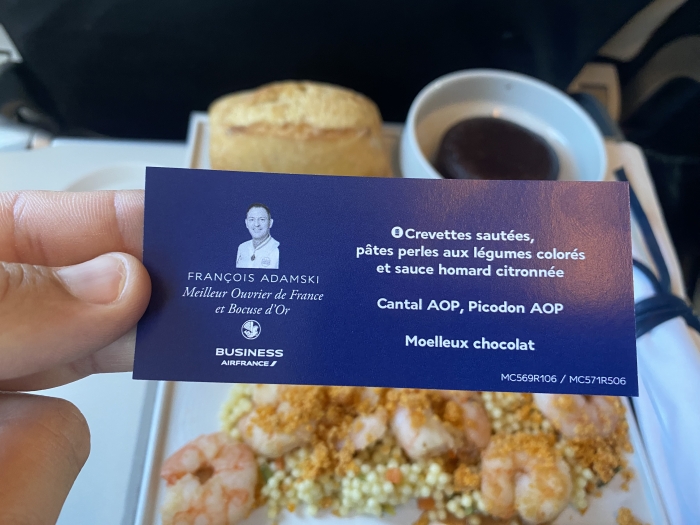 FRANÇOIS ADAMSKI
Meilleur Ouvrier de France
et Bocuse d'Or
BUSINESS
AIRFRANCE
Crevettes sautées,
pâtes perles aux légumes colorés
et sauce homard citronnée
Cantal AOP, Picodon AOP
Moelleux chocolat
MC569R106 / MC571R506